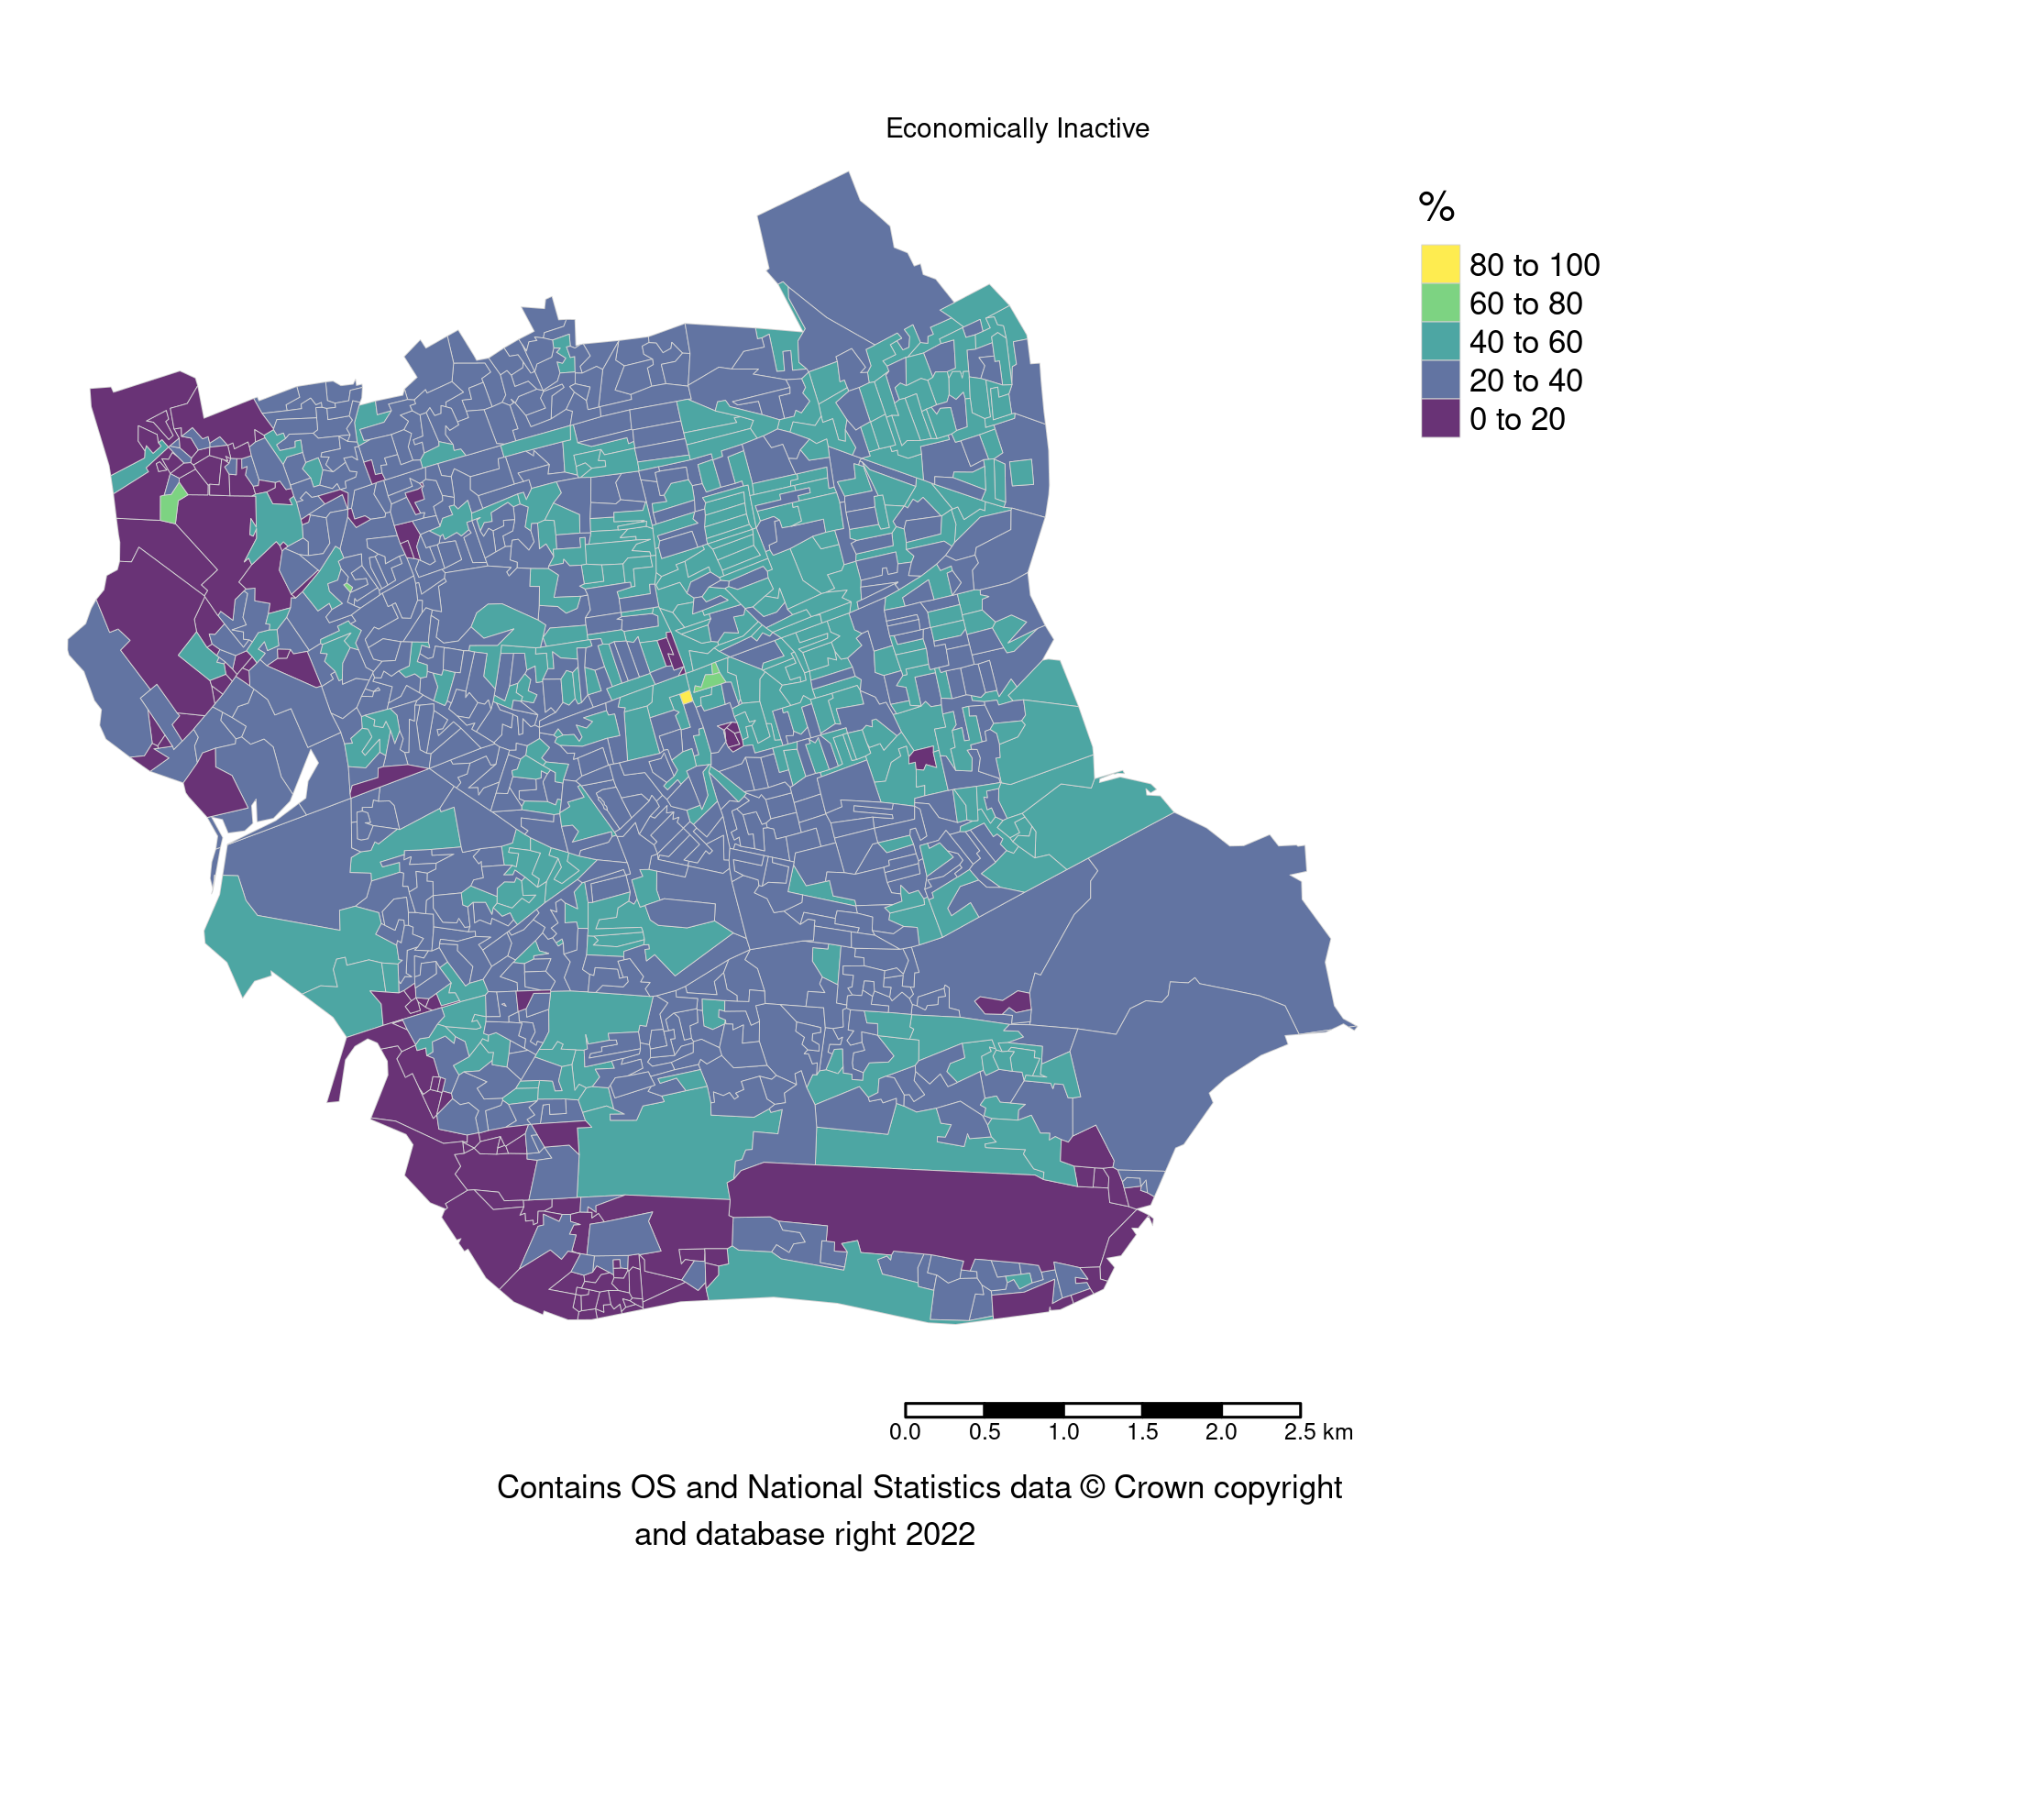 Economically Inactive
%
80 to 100
60 to 80
40 to 60
20 to 40
0 to 20
0.0 0.5 1.0 1.5 2.0 2.5 km
Contains OS and National Statistics data © Crown copyright
and database right 2022